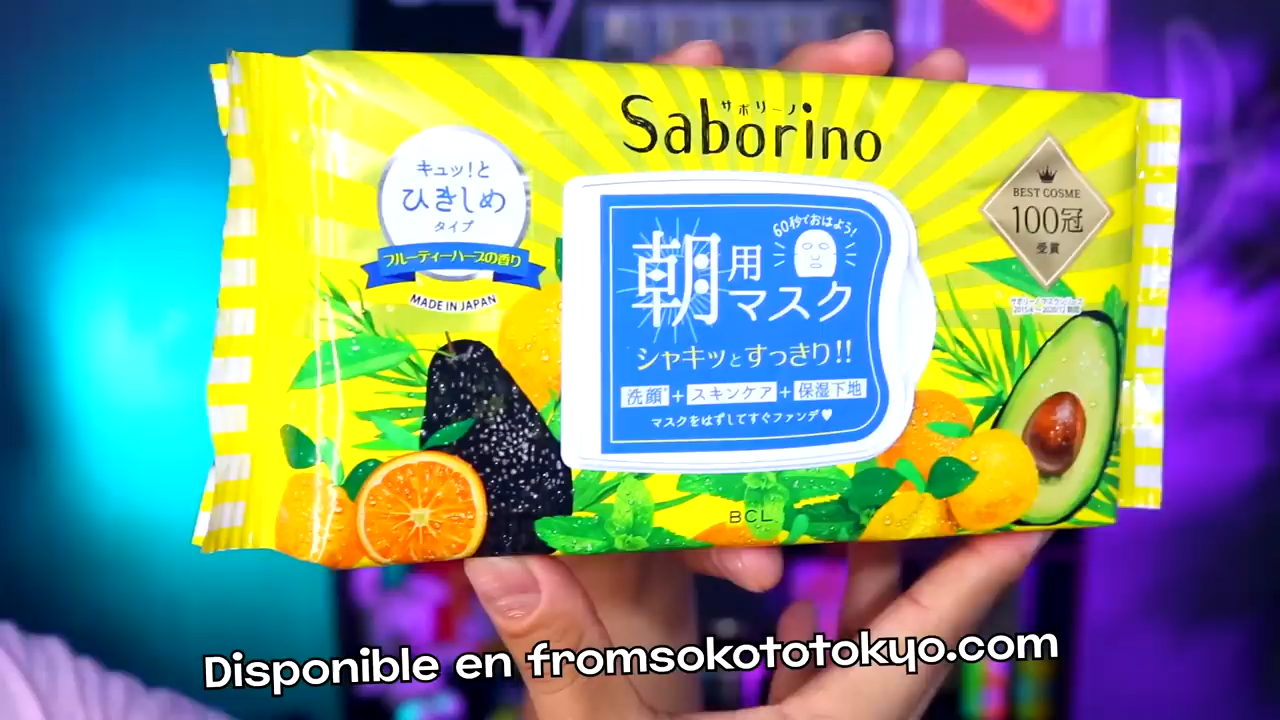 サボリーノ
Saborino
キュッ!と
ひきしめ
タイプ
フルーティーハーブの香り
MADE IN JAPAN
60秒でおはよう!
朝用マスク
シャキッとすっきり!!
洗顔*+スキンケア+保湿下地
マスクをはずしてすぐファンデ♥
BEST COSME
100冠
受賞
BCL
Disponible en fromsokototokyo.com